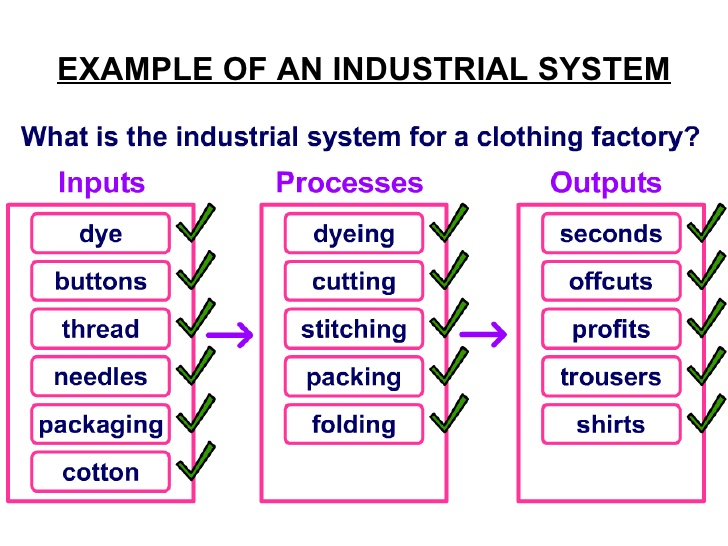 EXAMPLE OF AN INDUSTRIAL SYSTEM
What is the industrial system for a clothing factory?
Inputs
dye
buttons
thread
needles
packaging
cotton
Processes
dyeing
cutting
stitching
packing
folding
Outputs
seconds
offcuts
profits
trousers
shirts